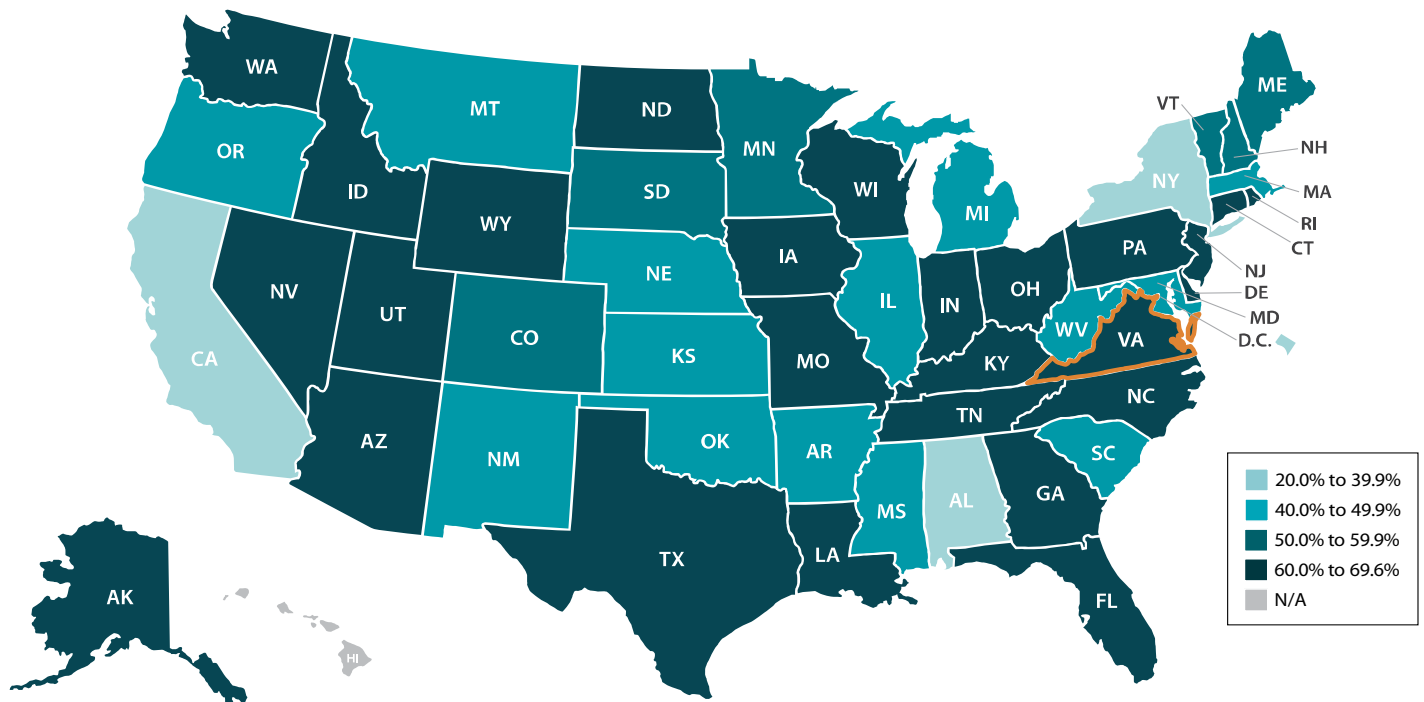 WA
MT
ND
MN
ME
VT
OR
ID
SD
WI
NY
NH
MA
WY
MI
RI
CT
IA
PA
NE
NJ
NV
UT
IL
IN
OH
DE
MD
CO
WV
VA
D.C.
CA
KS
MO
KY
NC
TN
AZ
NM
OK
AR
SC
MS
AL
GA
TX
LA
FL
AK
HI
20.0% to 39.9%
40.0% to 49.9%
50.0% to 59.9%
60.0% to 69.6%
N/A